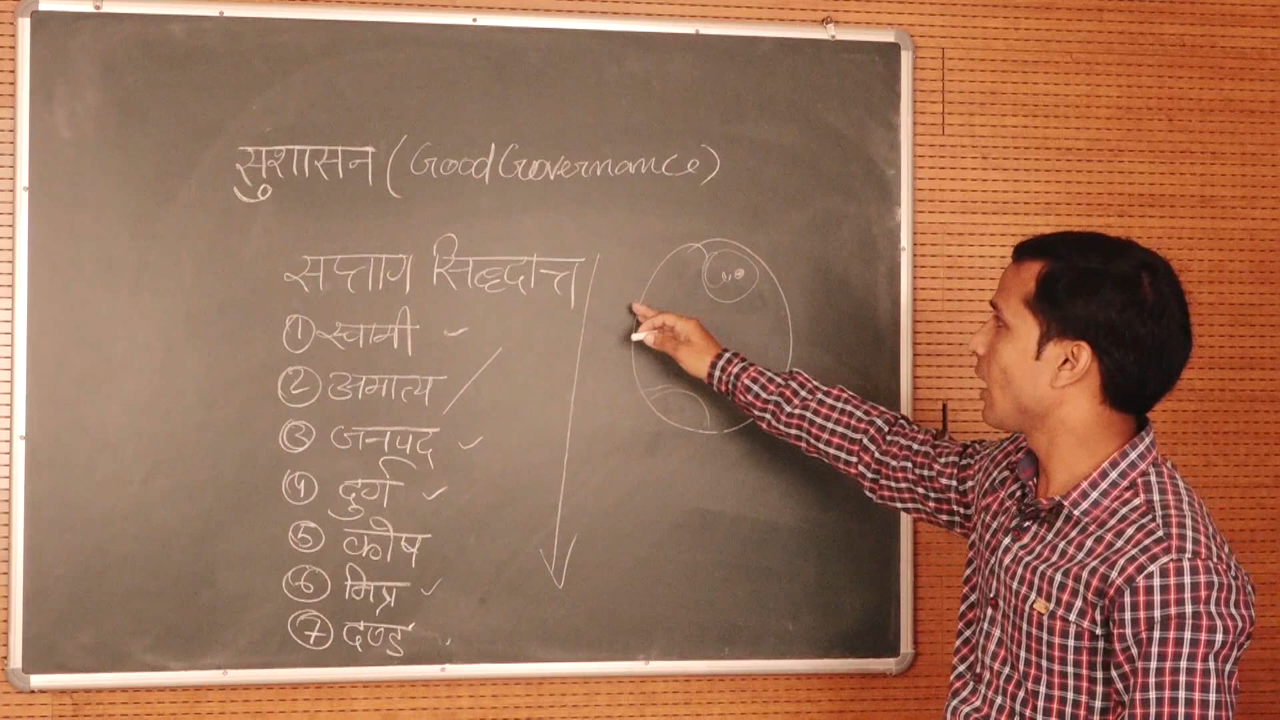 सुशासन (Good Governance)
सप्तांग सिद्धान्त
① स्वामी
② अमात्य
③ जनपद
④ दुर्ग
⑤ कोष
⑥ मित्र
⑦ दण्ड